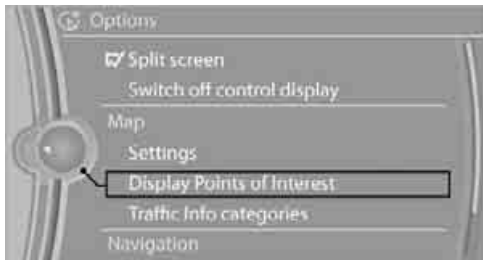 Options
Split screen
Switch off control display
Map
Settings
Display Points of Interest
Traffic Info categories
Navigation